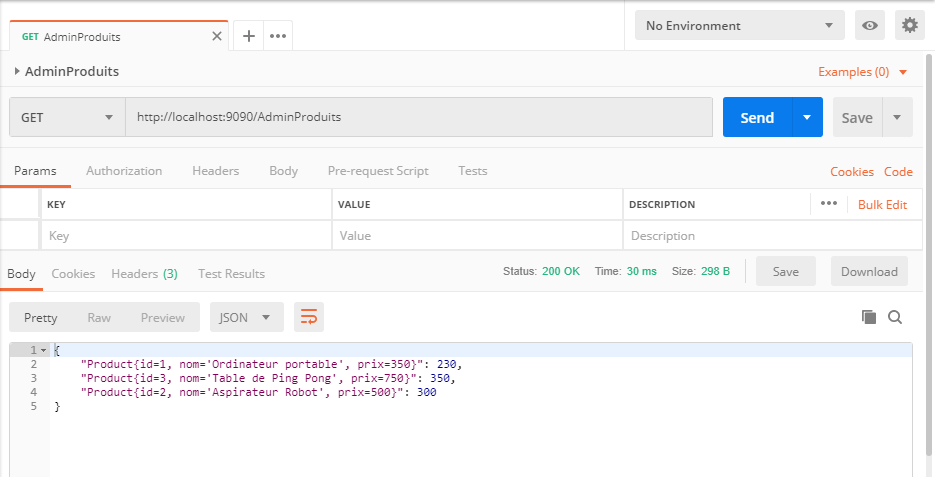 GET AdminProduits
No Environment
AdminProduits
Examples (0)
GET
http://localhost:9090/AdminProduits
Send
Save
Params
Authorization
Headers
Body
Pre-request Script
Tests
Cookies
Code
KEY
VALUE
DESCRIPTION
Bulk Edit
Key
Value
Description
Body
Cookies
Headers (3)
Test Results
Status: 200 OK
Time: 30 ms
Size: 298 B
Save
Download
Pretty
Raw
Preview
JSON
1 {
2 "Product{id=1, nom='Ordinateur portable', prix=350}": 230,
3 "Product{id=3, nom='Table de Ping Pong', prix=750}": 350,
4 "Product{id=2, nom='Aspirateur Robot', prix=500}": 300
5 }